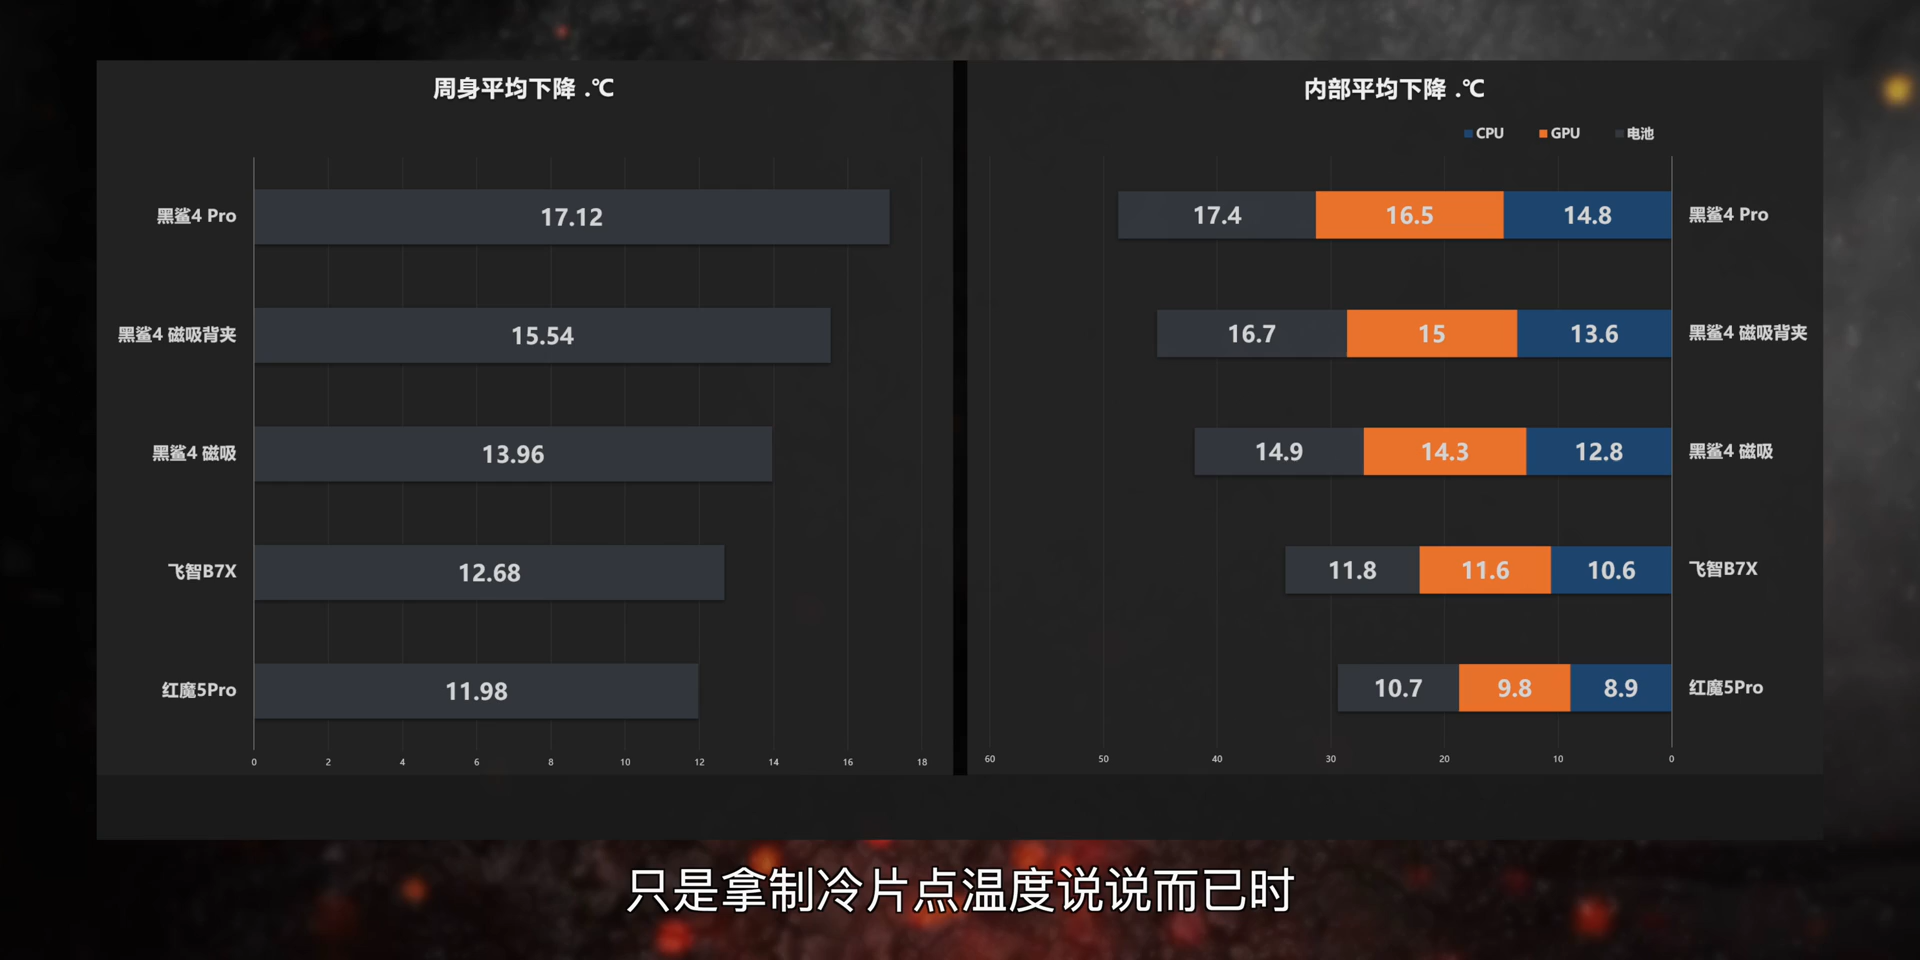 周身平均下降 .℃
黑鲨4 Pro
17.12
黑鲨4 磁吸背夹
15.54
黑鲨4 磁吸
13.96
飞智B7X
12.68
红魔5Pro
11.98
0 2 4 6 8 10 12 14 16 18
内部平均下降 .℃
CPU GPU 电池
17.4 16.5 14.8 黑鲨4 Pro
16.7 15 13.6 黑鲨4 磁吸背夹
14.9 14.3 12.8 黑鲨4 磁吸
11.8 11.6 10.6 飞智B7X
10.7 9.8 8.9 红魔5Pro
60 50 40 30 20 10 0
只是拿制冷片点温度说说而已时